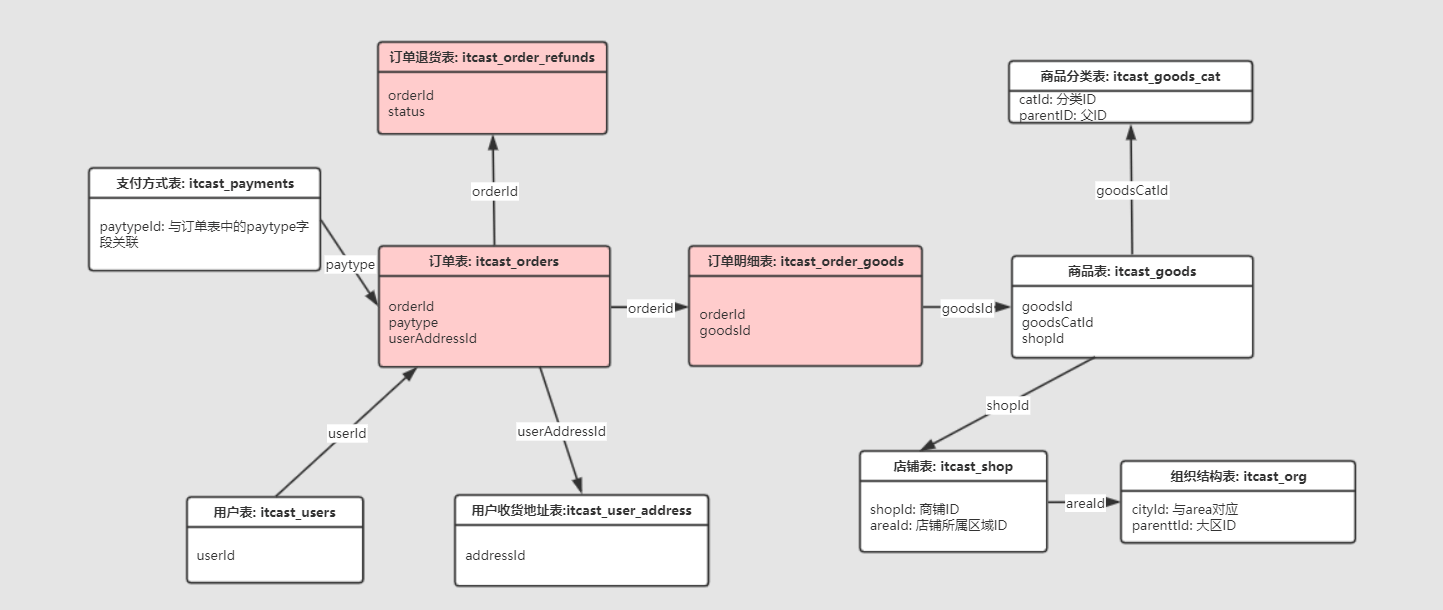 订单退货表: itcast_order_refunds
orderId
status
商品分类表: itcast_goods_cat
catId: 分类ID
parentID: 父ID
orderId
goodsCatId
支付方式表: itcast_payments
paytypeId: 与订单表中的paytype字
段关联
paytype
订单表: itcast_orders
orderId
paytype
userAddressId
orderid
订单明细表: itcast_order_goods
orderId
goodsId
goodsId
商品表: itcast_goods
goodsId
goodsCatId
shopId
userId
userAddressId
shopId
用户表: itcast_users
userId
用户收货地址表:itcast_user_address
addressId
店铺表: itcast_shop
shopId: 商铺ID
areaId: 店铺所属区域ID
areaId
组织结构表: itcast_org
cityId: 与area对应
parenttId: 大区ID